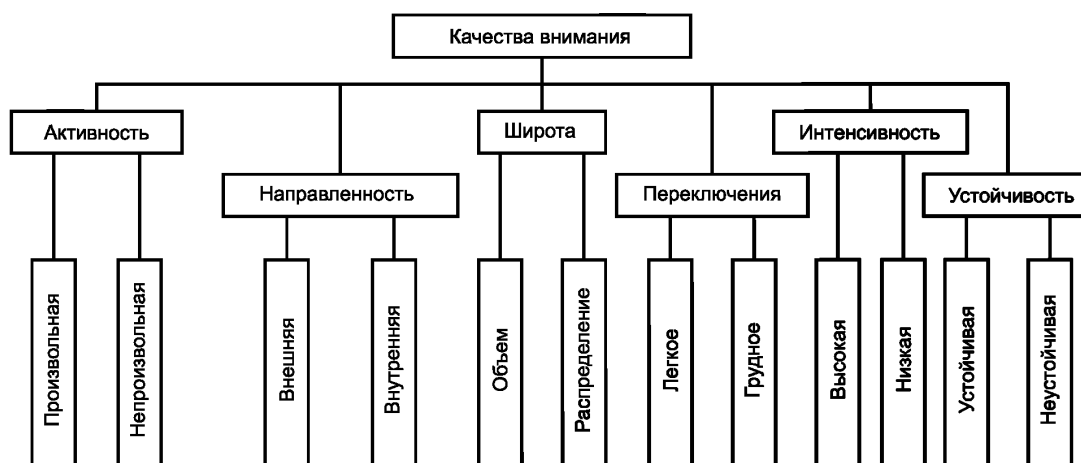 Качества внимания
Активность
Широта
Интенсивность
Направленность
Переключения
Устойчивость
Произвольная
Непроизвольная
Внешняя
Внутренняя
Объем
Распределение
Легкое
Грудное
Высокая
Низкая
Устойчивая
Неустойчивая